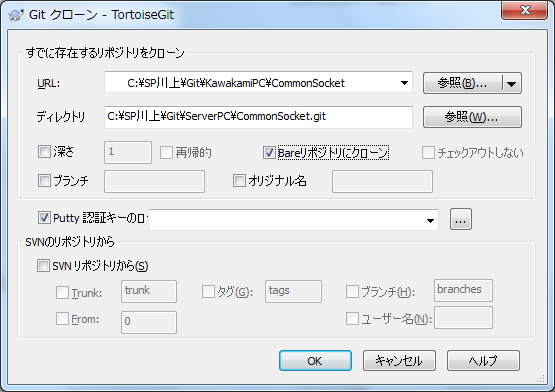 Git クローン - TortoiseGit
すでに存在するリポジトリをクローン
URL: C:¥SP川上¥Git¥KawakamiPC¥CommonSocket 参照(B)...
ディレクトリ C:¥SP川上¥Git¥ServerPC¥CommonSocket.git 参照(W)...
深さ 1 再帰的 Bareリポジトリにクローン チェックアウトしない
ブランチ オリジナル名
Putty 認証キーのロ ...
SVNのリポジトリから
SVN リポジトリから(S)
Trunk: trunk タグ(G): tags ブランチ(H): branches
From: 0 ユーザー名(N):
OK キャンセル ヘルプ